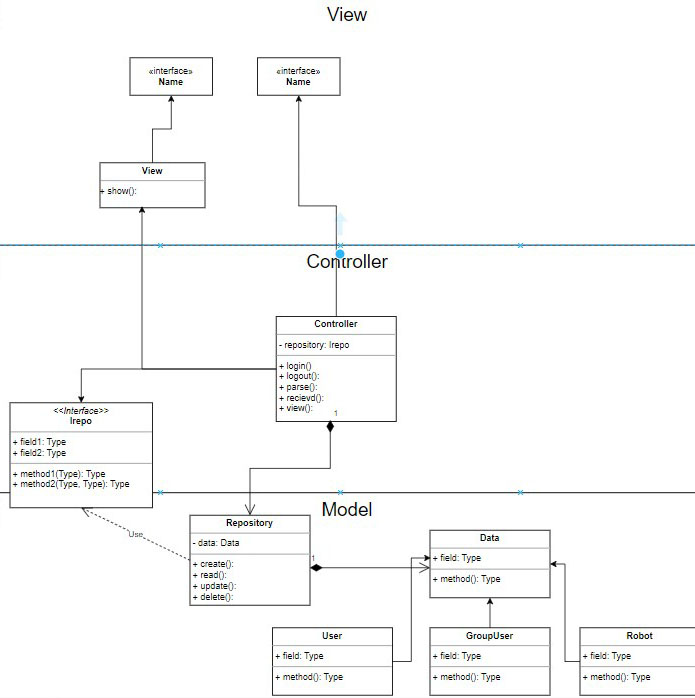 View
«interface»
Name
«interface»
Name
View
+ show():
Controller
Controller
- repository: Irepo
+ login()
+ logout():
+ parse():
+ recievd():
+ view():
1
<<Interface>>
Irepo
+ field1: Type
+ field2: Type
+ method1(Type): Type
+ method2(Type, Type): Type
Model
Use
Repository
- data: Data
+ create():
+ read():
+ update():
+ delete():
1
Data
+ field: Type
+ method(): Type
User
+ field: Type
+ method(): Type
GroupUser
+ field: Type
+ method(): Type
Robot
+ field: Type
+ method(): Type